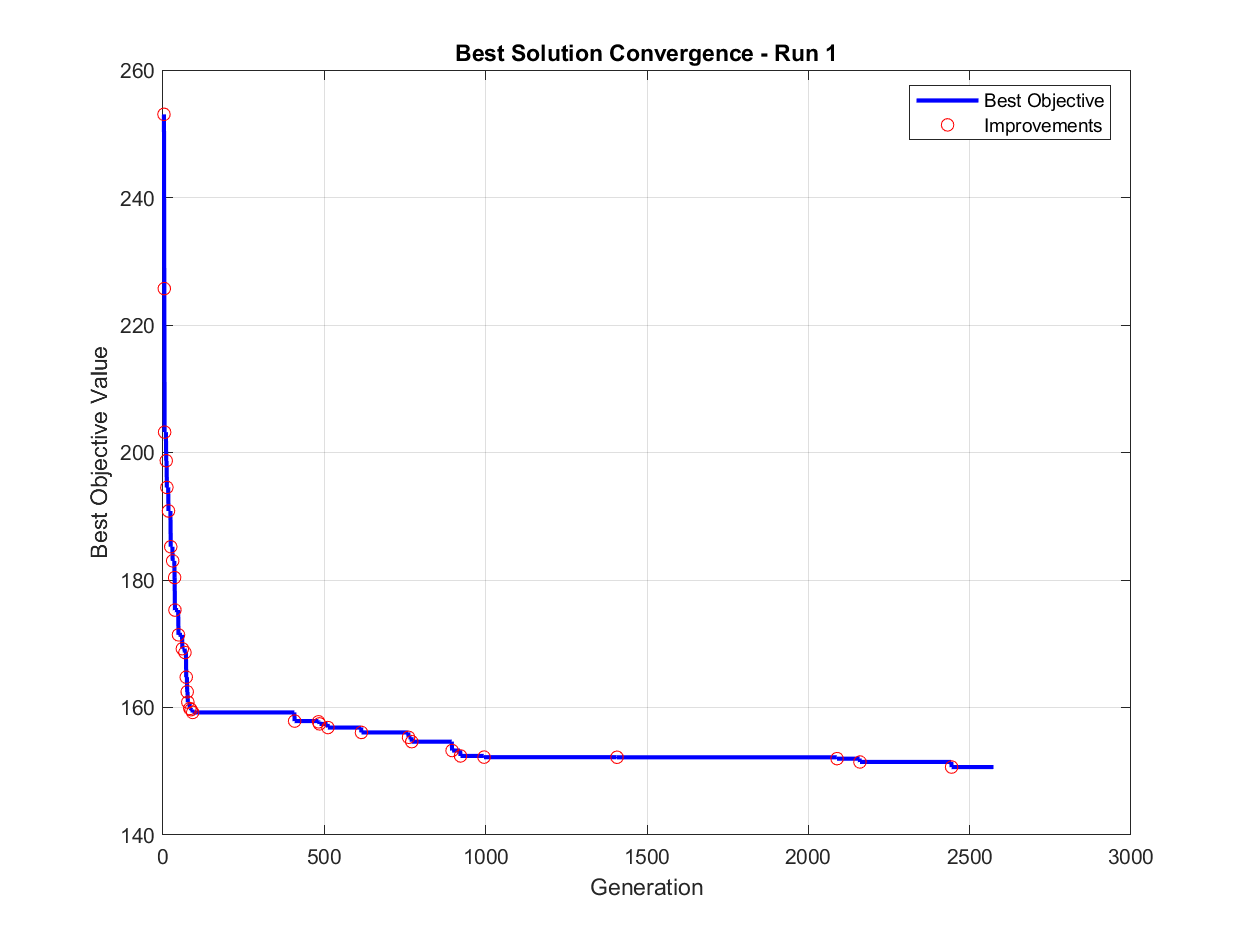 Best Solution Convergence - Run 1
Best Objective
Improvements
260
240
220
200
180
160
140
Best Objective Value
0 500 1000 1500 2000 2500 3000
Generation